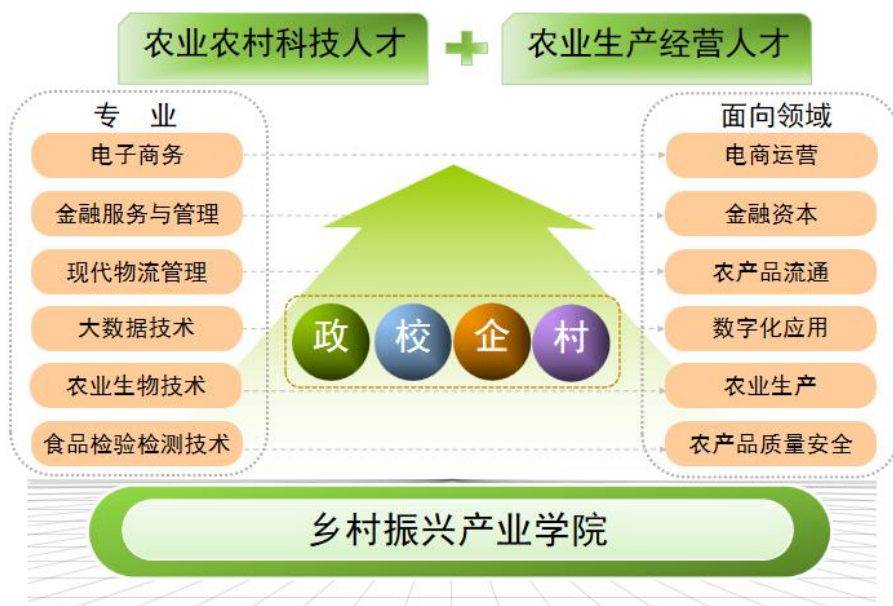 农业农村科技人才
农业生产经营人才
专 业
电子商务
金融服务与管理
现代物流管理
大数据技术
农业生物技术
食品检验检测技术
政 校 企 村
面向领域
电商运营
金融资本
农产品流通
数字化应用
农业生产
农产品质量安全
乡村振兴产业学院